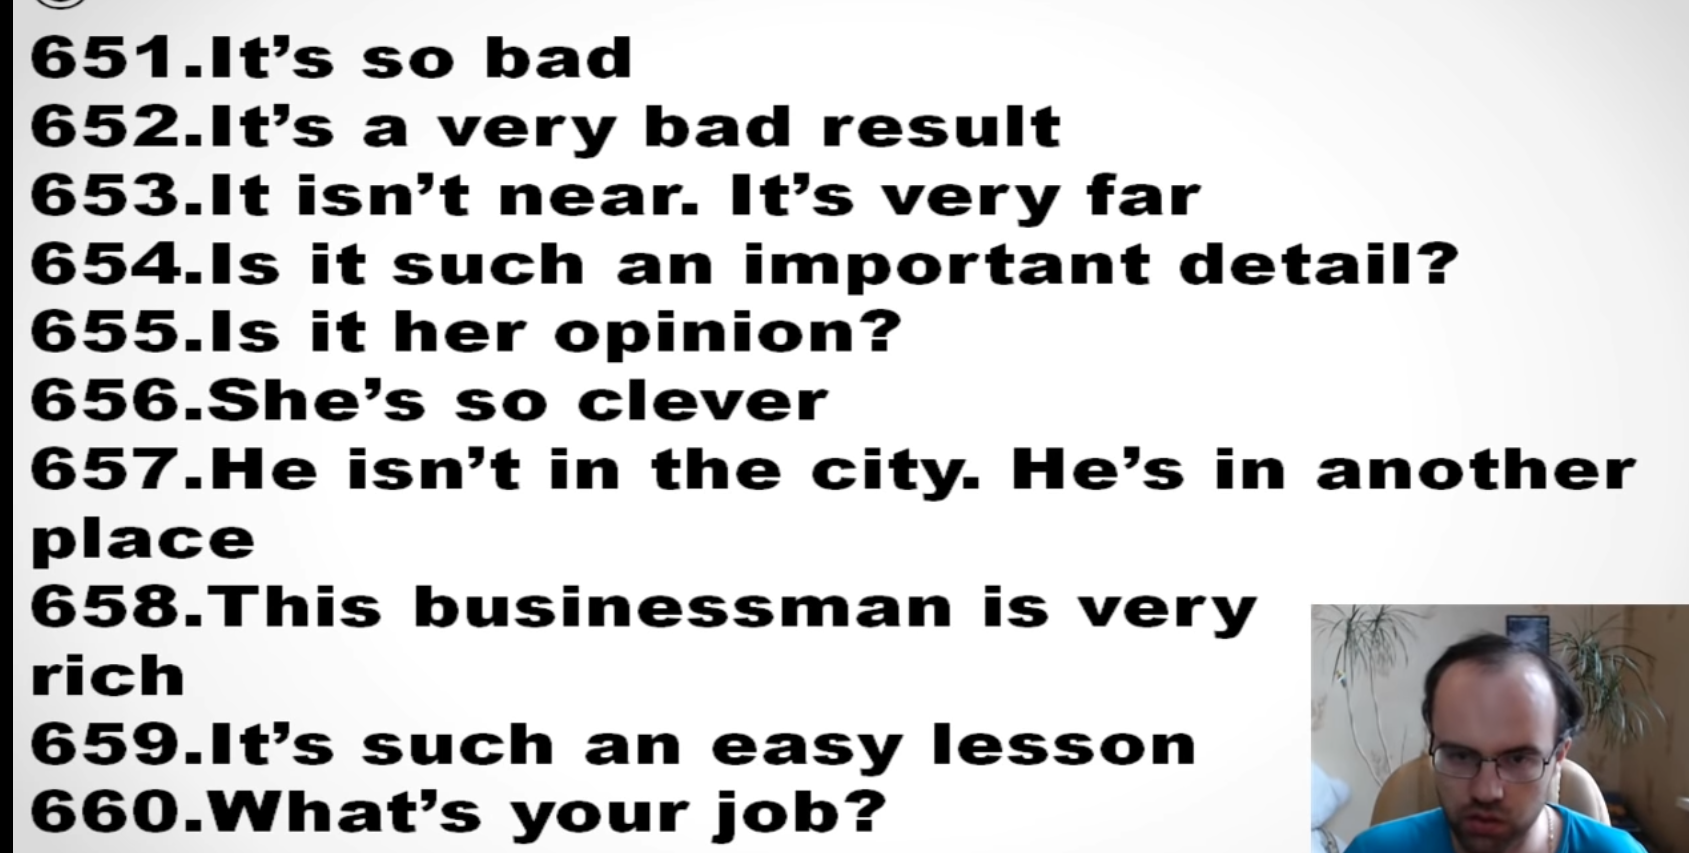 651.It's so bad
652.It's a very bad result
653.It isn't near. It's very far
654.Is it such an important detail?
655.Is it her opinion?
656.She's so clever
657.He isn't in the city. He's in another
place
658.This businessman is very
rich
659.It's such an easy lesson
660.What's your job?